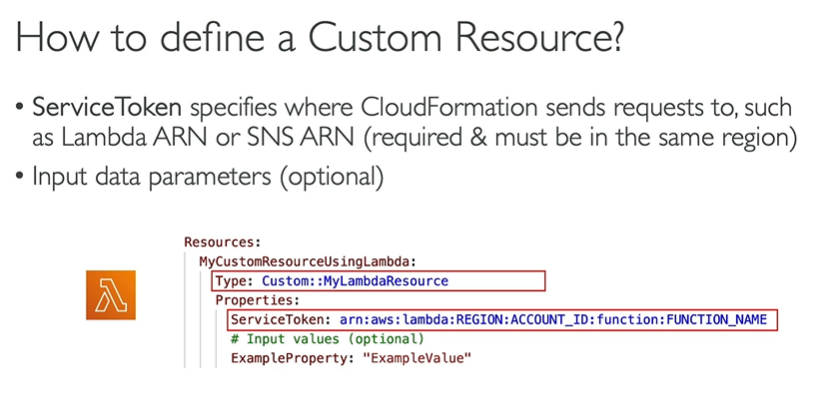 How to define a Custom Resource?
• ServiceToken specifies where CloudFormation sends requests to, such
as Lambda ARN or SNS ARN (required & must be in the same region)
• Input data parameters (optional)
Resources:
MyCustomResourceUsingLambda:
Type: Custom::MyLambdaResource
Properties:
ServiceToken: arn:aws:lambda:REGION:ACCOUNT_ID:function:FUNCTION_NAME
# Input values (optional)
ExampleProperty: "ExampleValue"